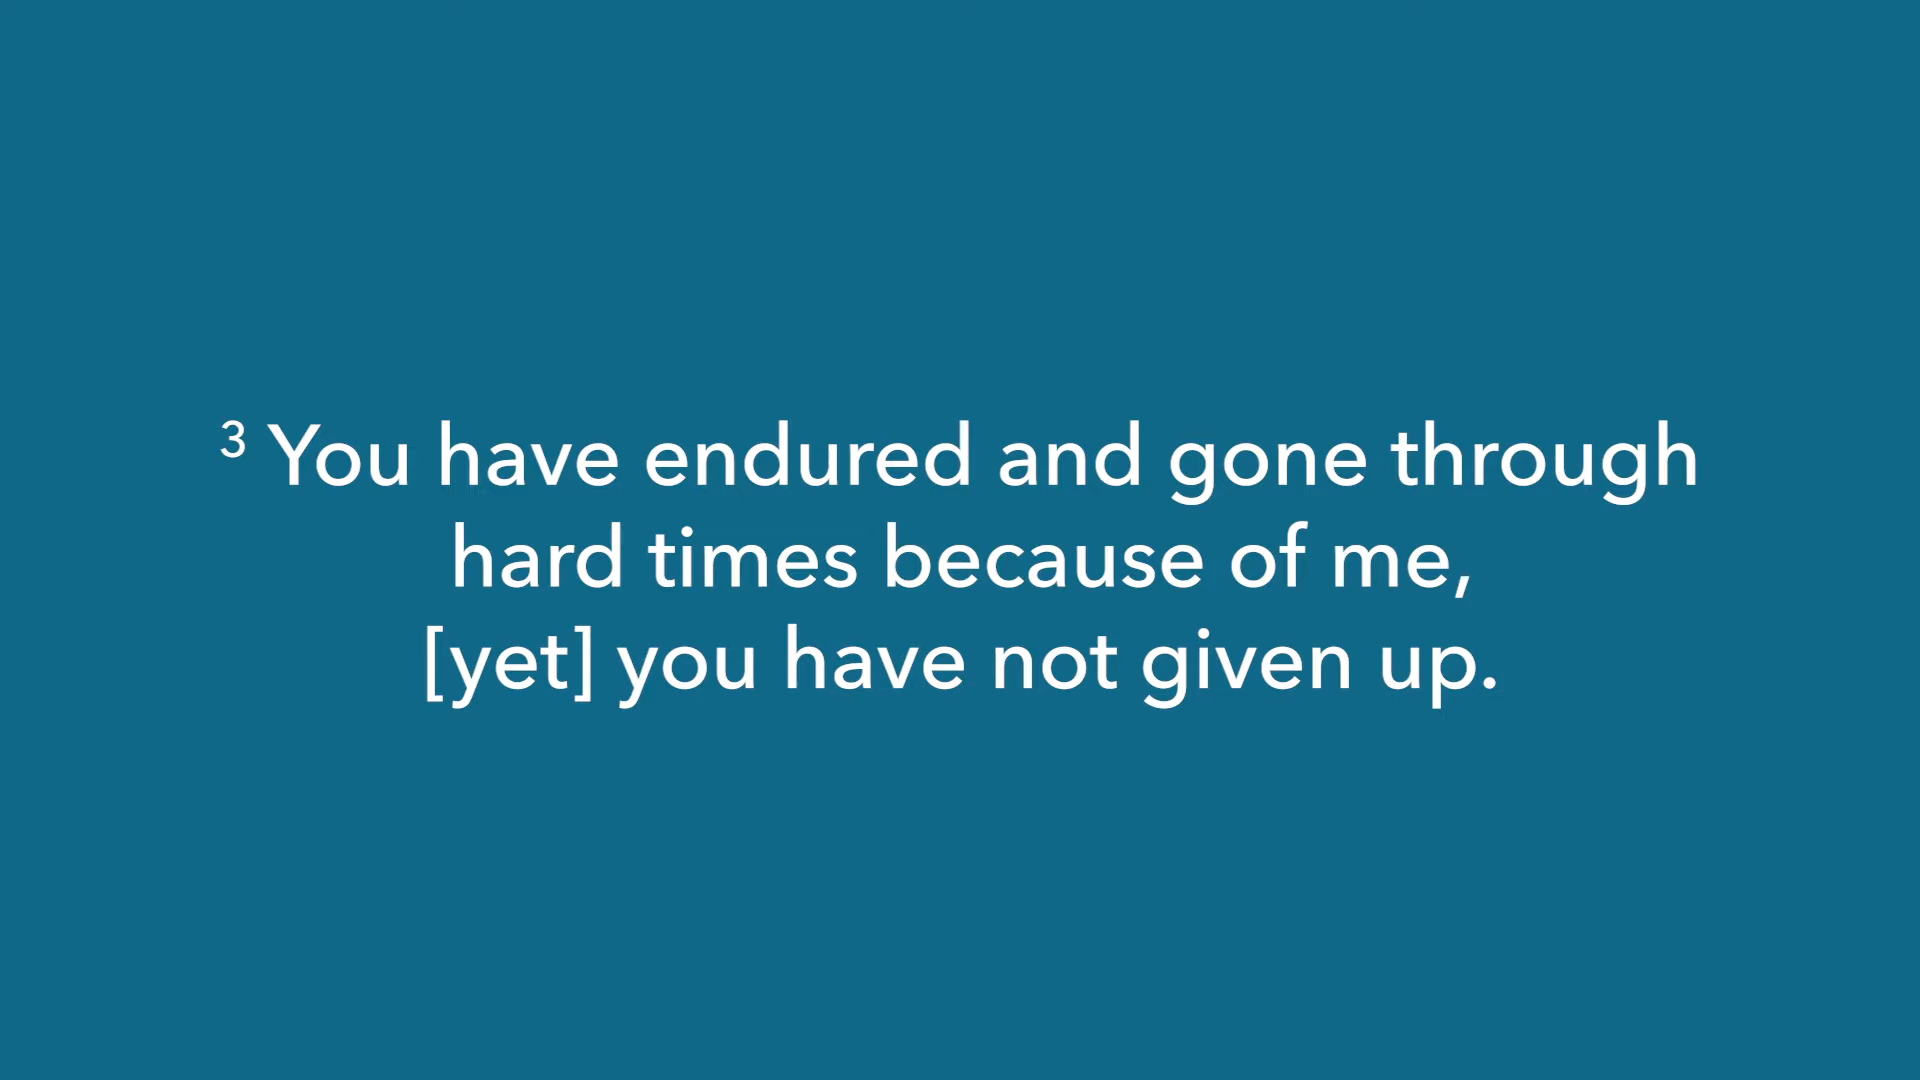 ³ You have endured and gone through
hard times because of me,
[yet] you have not given up.